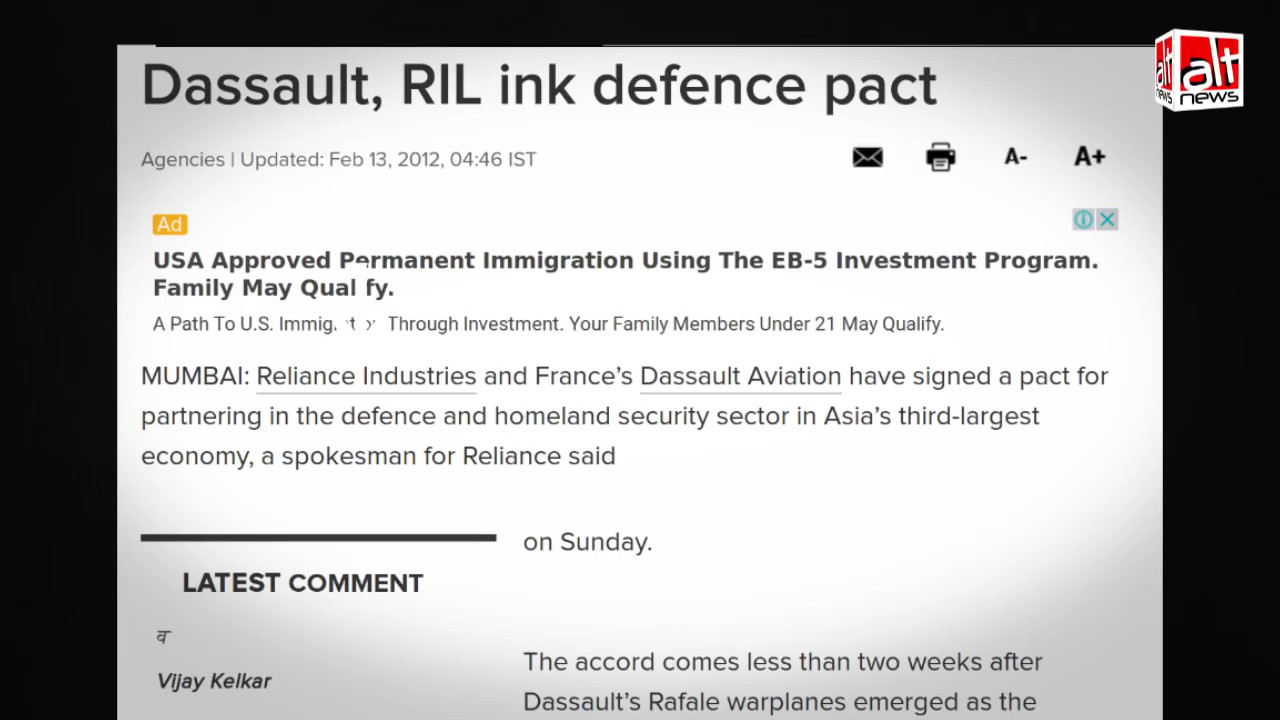 Dassault, RIL ink defence pact
alt
news
alt
news
Agencies | Updated: Feb 13, 2012, 04:46 IST
A- A+
Ad
USA Approved Permanent Immigration Using The EB-5 Investment Program.
Family May Qual fy.
A Path To U.S. Through Investment. Your Family Members Under 21 May Qualify.
MUMBAI: Reliance Industries and France's Dassault Aviation have signed a pact for
partnering in the defence and homeland security sector in Asia's third-largest
economy, a spokesman for Reliance said
on Sunday.
LATEST COMMENT
व
Vijay Kelkar
The accord comes less than two weeks after
Dassault's Rafale warplanes emerged as the